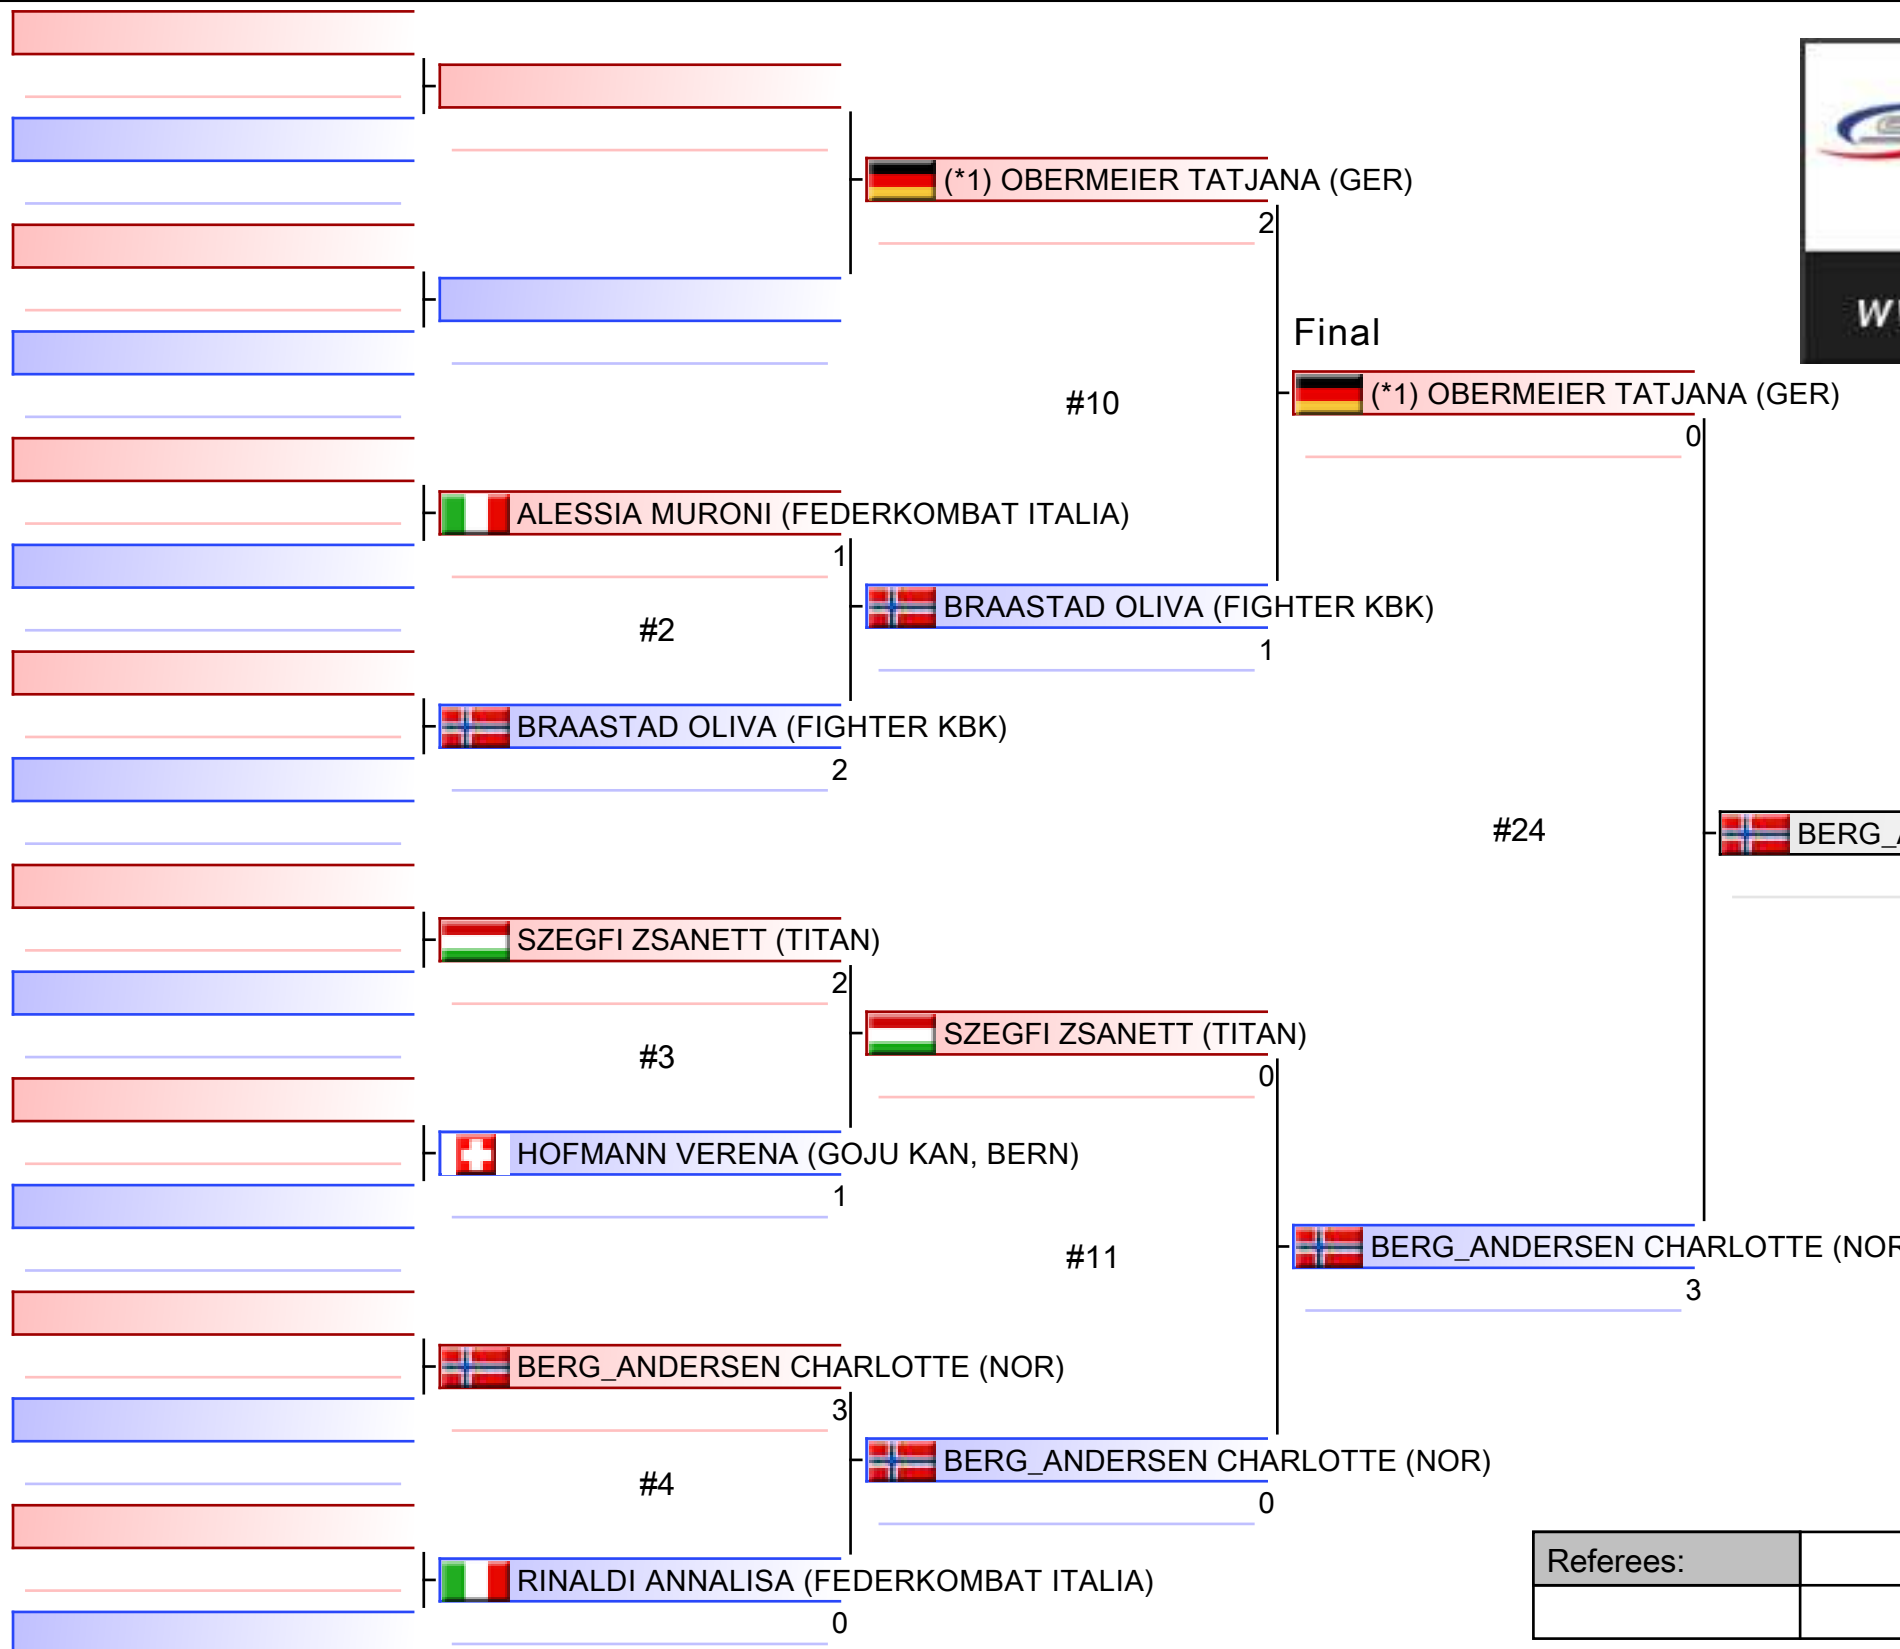 (*1) OBERMEIER TATJANA (GER)
2
Final
#10
(*1) OBERMEIER TATJANA (GER)
0
ALESSIA MURONI (FEDERKOMBAT ITALIA)
1
#2
BRAASTAD OLIVA (FIGHTER KBK)
1
BRAASTAD OLIVA (FIGHTER KBK)
2
#24
BERG_
SZEGFI ZSANETT (TITAN)
2
#3
SZEGFI ZSANETT (TITAN)
0
HOFMANN VERENA (GOJU KAN, BERN)
1
#11
BERG_ANDERSEN CHARLOTTE (NOR
3
BERG_ANDERSEN CHARLOTTE (NOR)
3
#4
BERG_ANDERSEN CHARLOTTE (NOR)
0
RINALDI ANNALISA (FEDERKOMBAT ITALIA)
0
Referees: